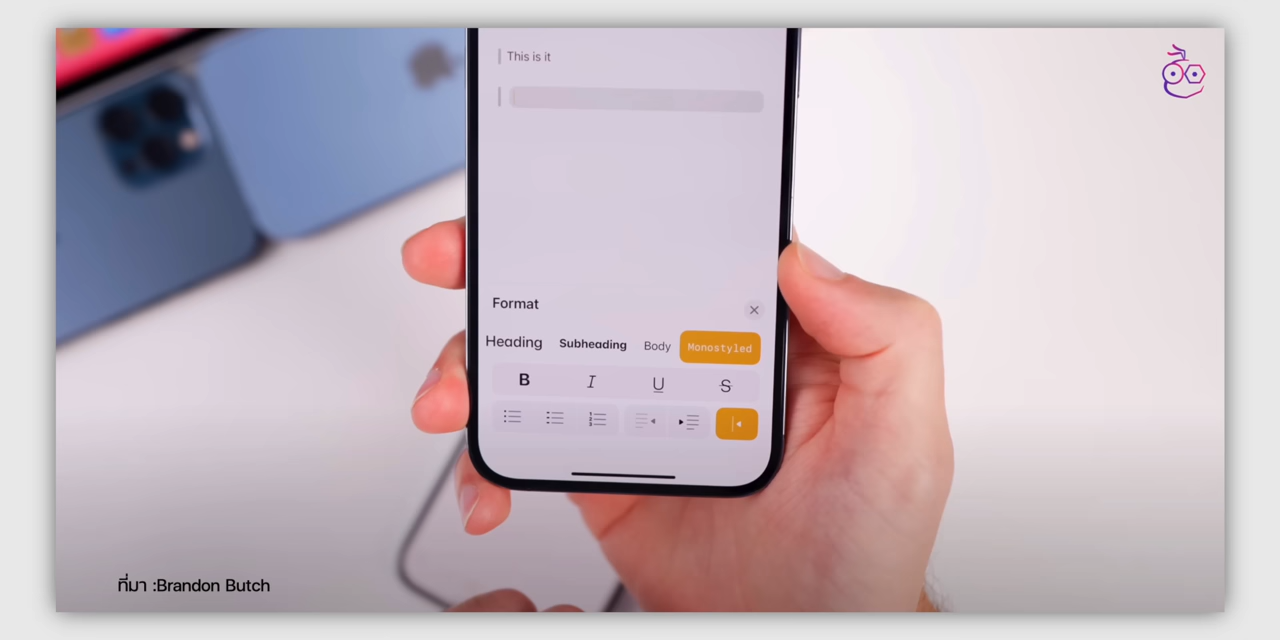 This is it
Format
Heading Subheading Body Monostyled
B I U S
ที่มา :Brandon Butch